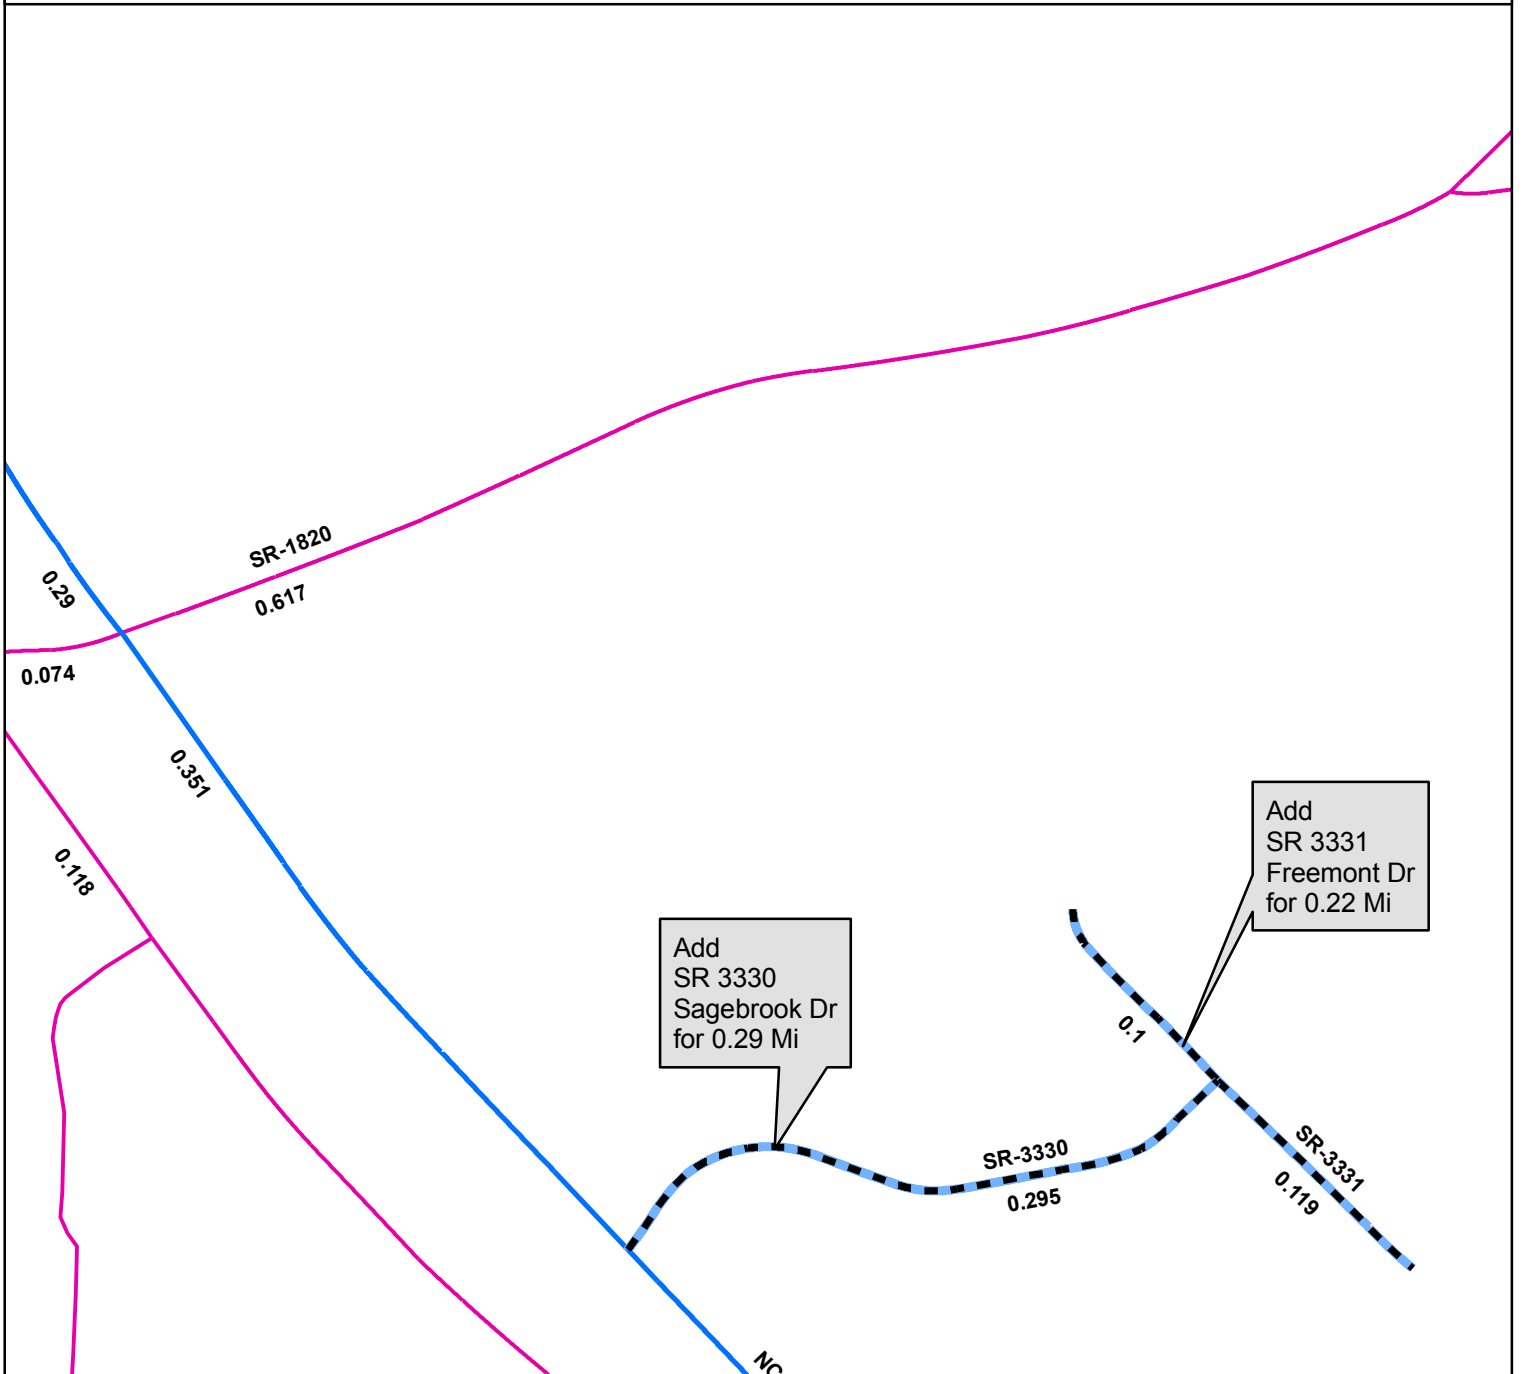 SR-1820
0.29
0.617
0.074
0.351
Add
SR 3331
Freemont Dr
for 0.22 Mi
0.118
Add
SR 3330
Sagebrook Dr
for 0.29 Mi
0.1
SR-3330
0.295
SR-3331
0.119
NC